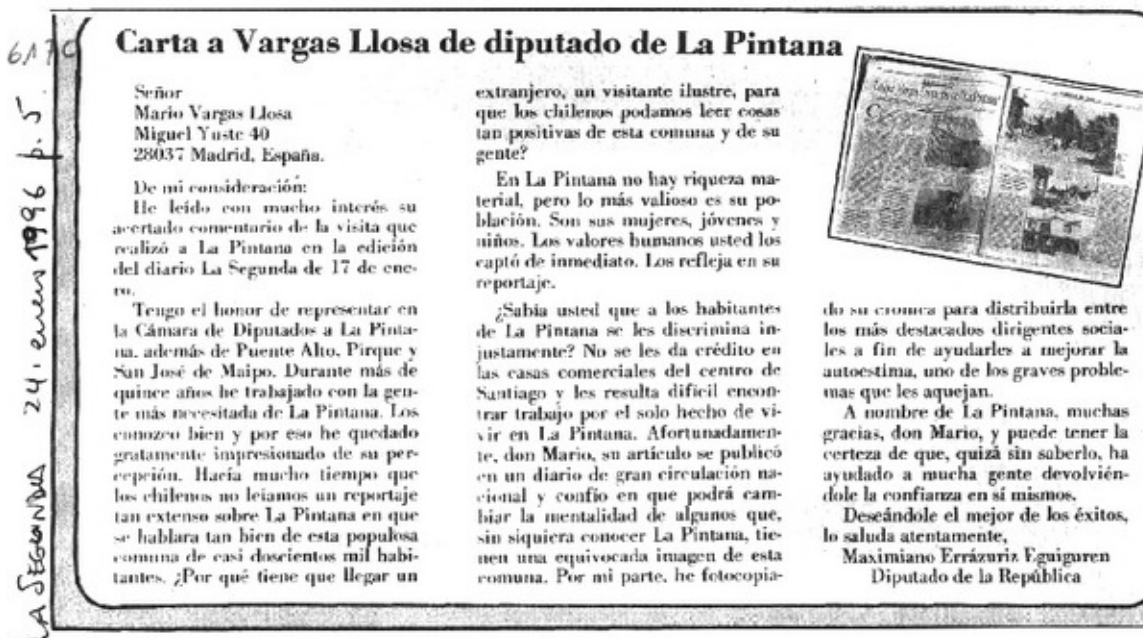 Carta a Vargas Llosa de diputado de La Pintana
Señor
Mario Vargas Llosa
Miguel Yuste 40
28037 Madrid, España.
De mi consideración:
He leído con mucho interés su
acertado comentario de la visita que
realizó a La Pintana en la edición
del diario La Segunda de 17 de ene-
ro.
Tengo el honor de representar en
la Cámara de Diputados a La Pinta-
na, además de Puente Alto, Pirque y
San José de Maipo. Durante más de
quince años he trabajado con la gen-
te más necesitada de La Pintana. Los
conozco bien y por eso he quedado
gratamente impresionado de su per-
cepción. Hacía mucho tiempo que
los chilenos no leíamos un reportaje
tan extenso sobre La Pintana en que
se hablara tan bien de esta populosa
comuna de casi doscientos mil habi-
tantes. ¿Por qué tiene que llegar un
extranjero, un visitante ilustre, para
que los chilenos podamos leer cosas
tan positivas de esta comuna y de su
gente?
En La Pintana no hay riqueza ma-
terial, pero lo más valioso es su po-
blación. Son sus mujeres, jóvenes y
niños. Los valores humanos usted los
captó de inmediato. Los refleja en su
reportaje.
¿Sabía usted que a los habitantes
de La Pintana se les discrimina in-
justamente? No se les da crédito en
las casas comerciales del centro de
Santiago y les resulta difícil encon-
trar trabajo por el solo hecho de vi-
vir en La Pintana. Afortunadamen-
te, don Mario, su artículo se publicó
en un diario de gran circulación na-
cional y confío en que podrá cam-
biar la mentalidad de algunos que,
sin siquiera conocer La Pintana, tie-
nen una equivocada imagen de esta
comuna. Por mi parte, he fotocopia-
do su crónica para distribuirla entre
los más destacados dirigentes socia-
les a fin de ayudarles a mejorar la
autoestima, uno de los graves proble-
mas que les aquejan.
A nombre de La Pintana, muchas
gracias, don Mario, y puede tener la
certeza de que, quizá sin saberlo, ha
ayudado a mucha gente devolvién-
dole la confianza en sí mismos.
Deseándole el mejor de los éxitos,
lo saluda atentamente,
Maximiano Errázuriz Eguiguren
Diputado de la República
LA SEGUNDA 24. enero 1996 p. 5.